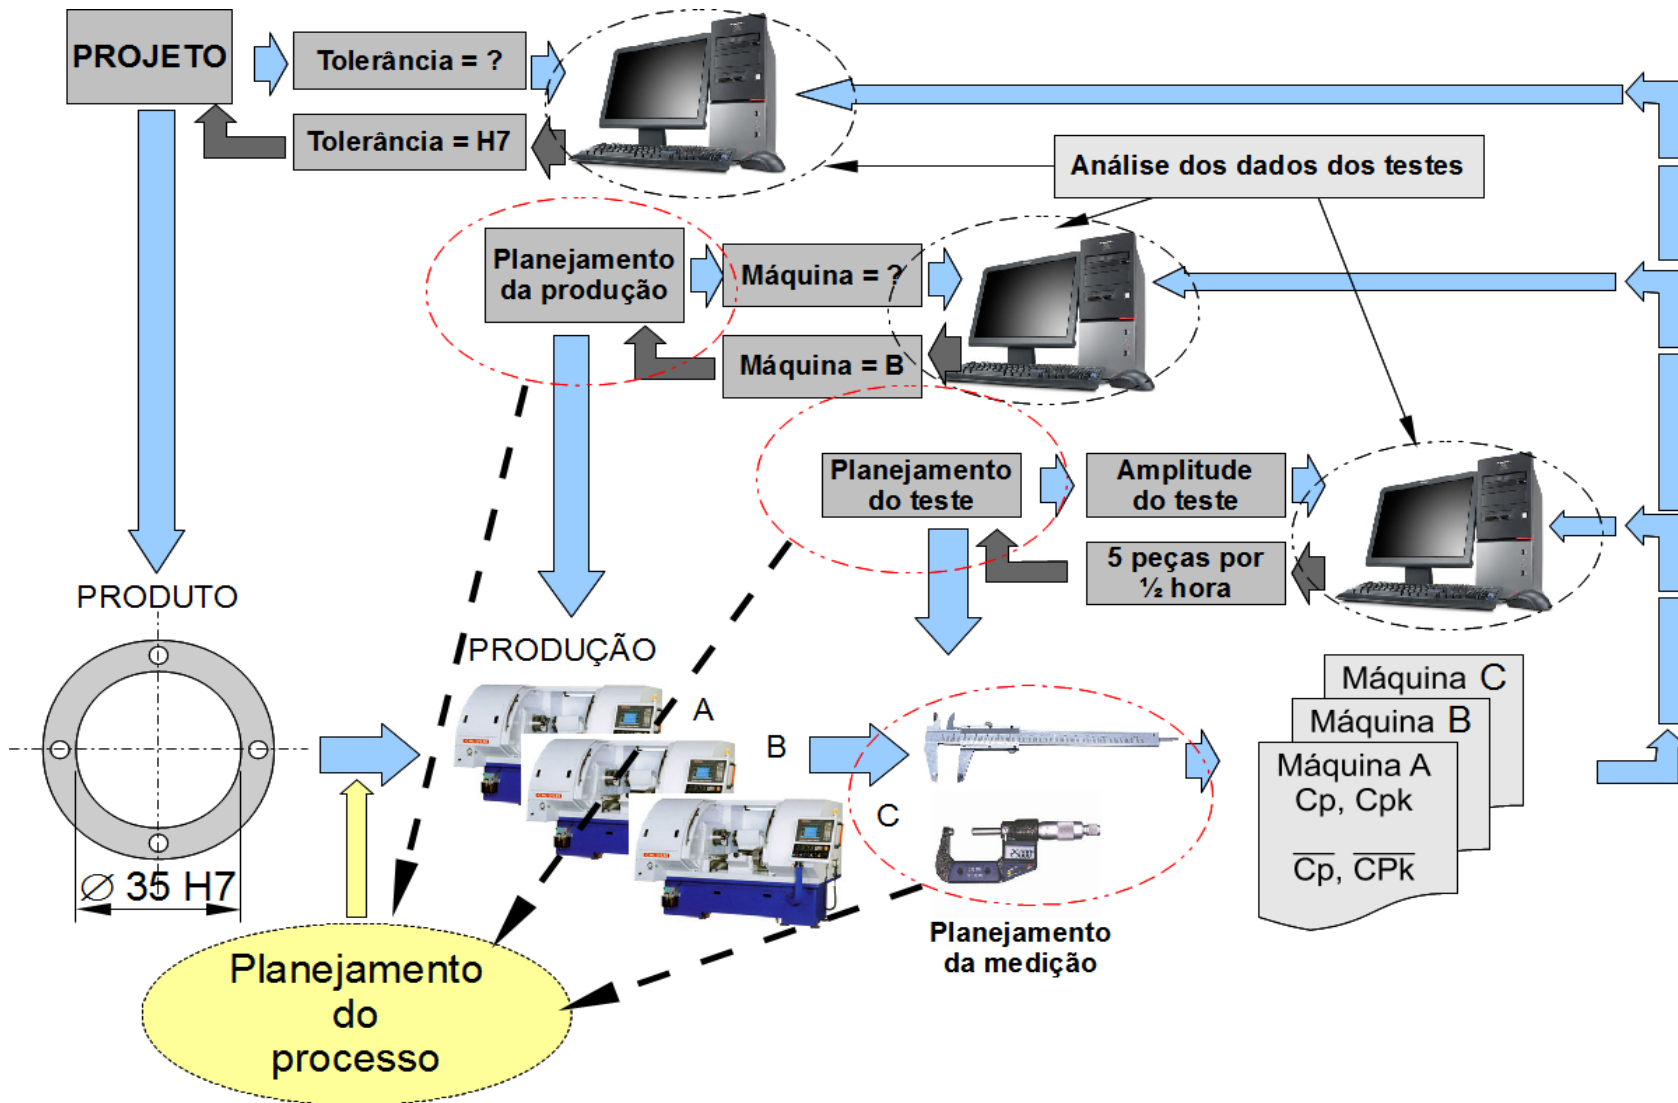 PROJETO
Tolerância = ?
Tolerância = H7
Análise dos dados dos testes
Planejamento
da produção
Máquina = ?
Máquina = B
Planejamento
do teste
Amplitude
do teste
5 peças por
½ hora
PRODUTO
PRODUÇÃO
A
B
C
Máquina C
Máquina B
Máquina A
Cp, Cpk
C̅p̅, C̅P̅k̅
∅ 35 H7
Planejamento
da medição
Planejamento
do
processo